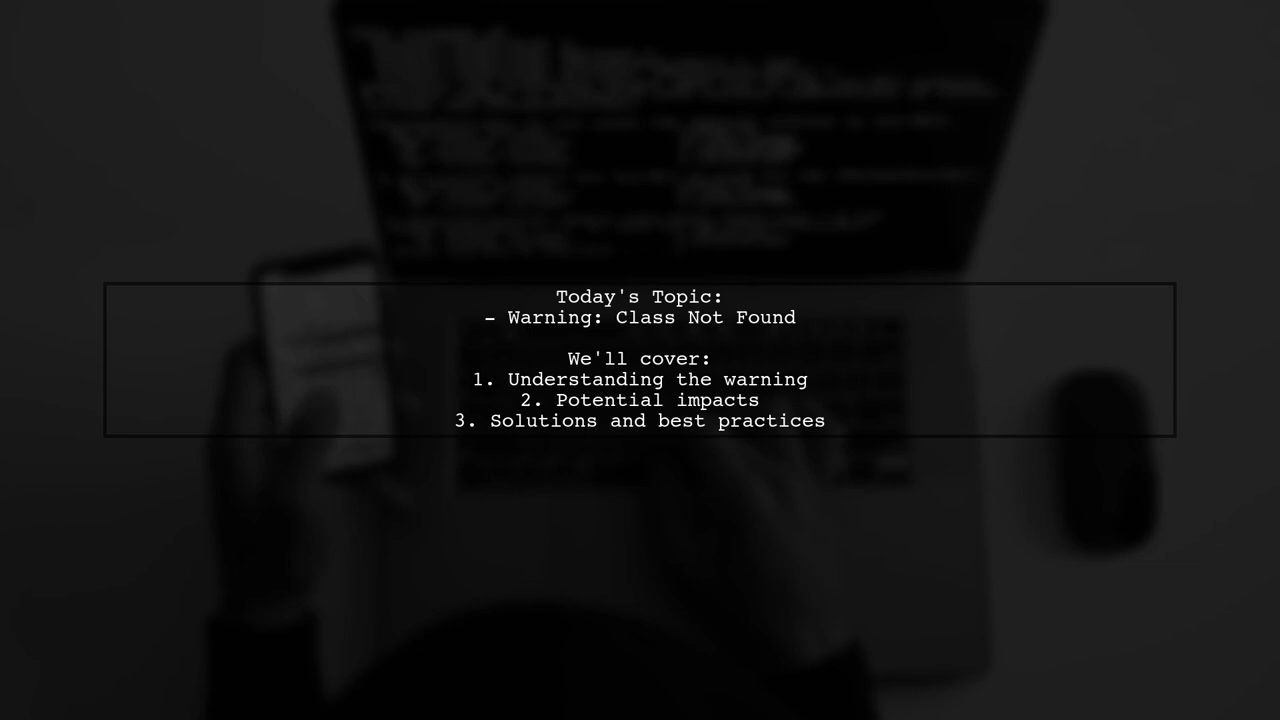 Today's Topic:
– Warning: Class Not Found
We'll cover:
1. Understanding the warning
2. Potential impacts
3. Solutions and best practices